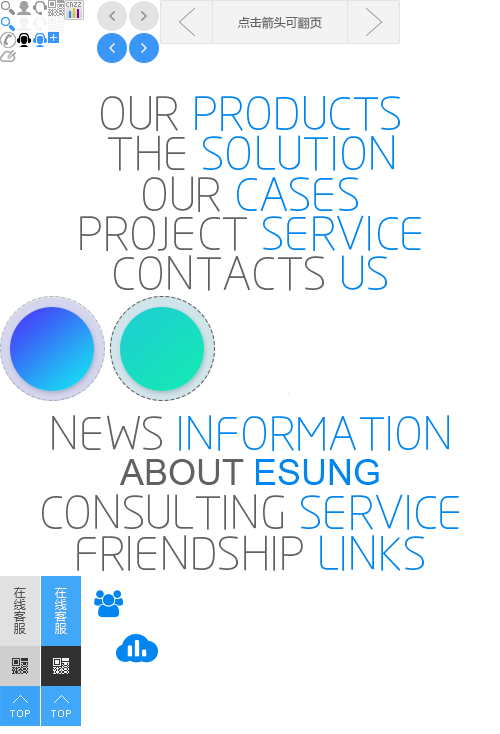 CNZZ
点击箭头可翻页
OUR PRODUCTS
THE SOLUTION
OUR CASES
PROJECT SERVICE
CONTACTS US
NEWS INFORMATION
ABOUT ESUNG
CONSULTING SERVICE
FRIENDSHIP LINKS
在线客服
在线客服
TOP
TOP